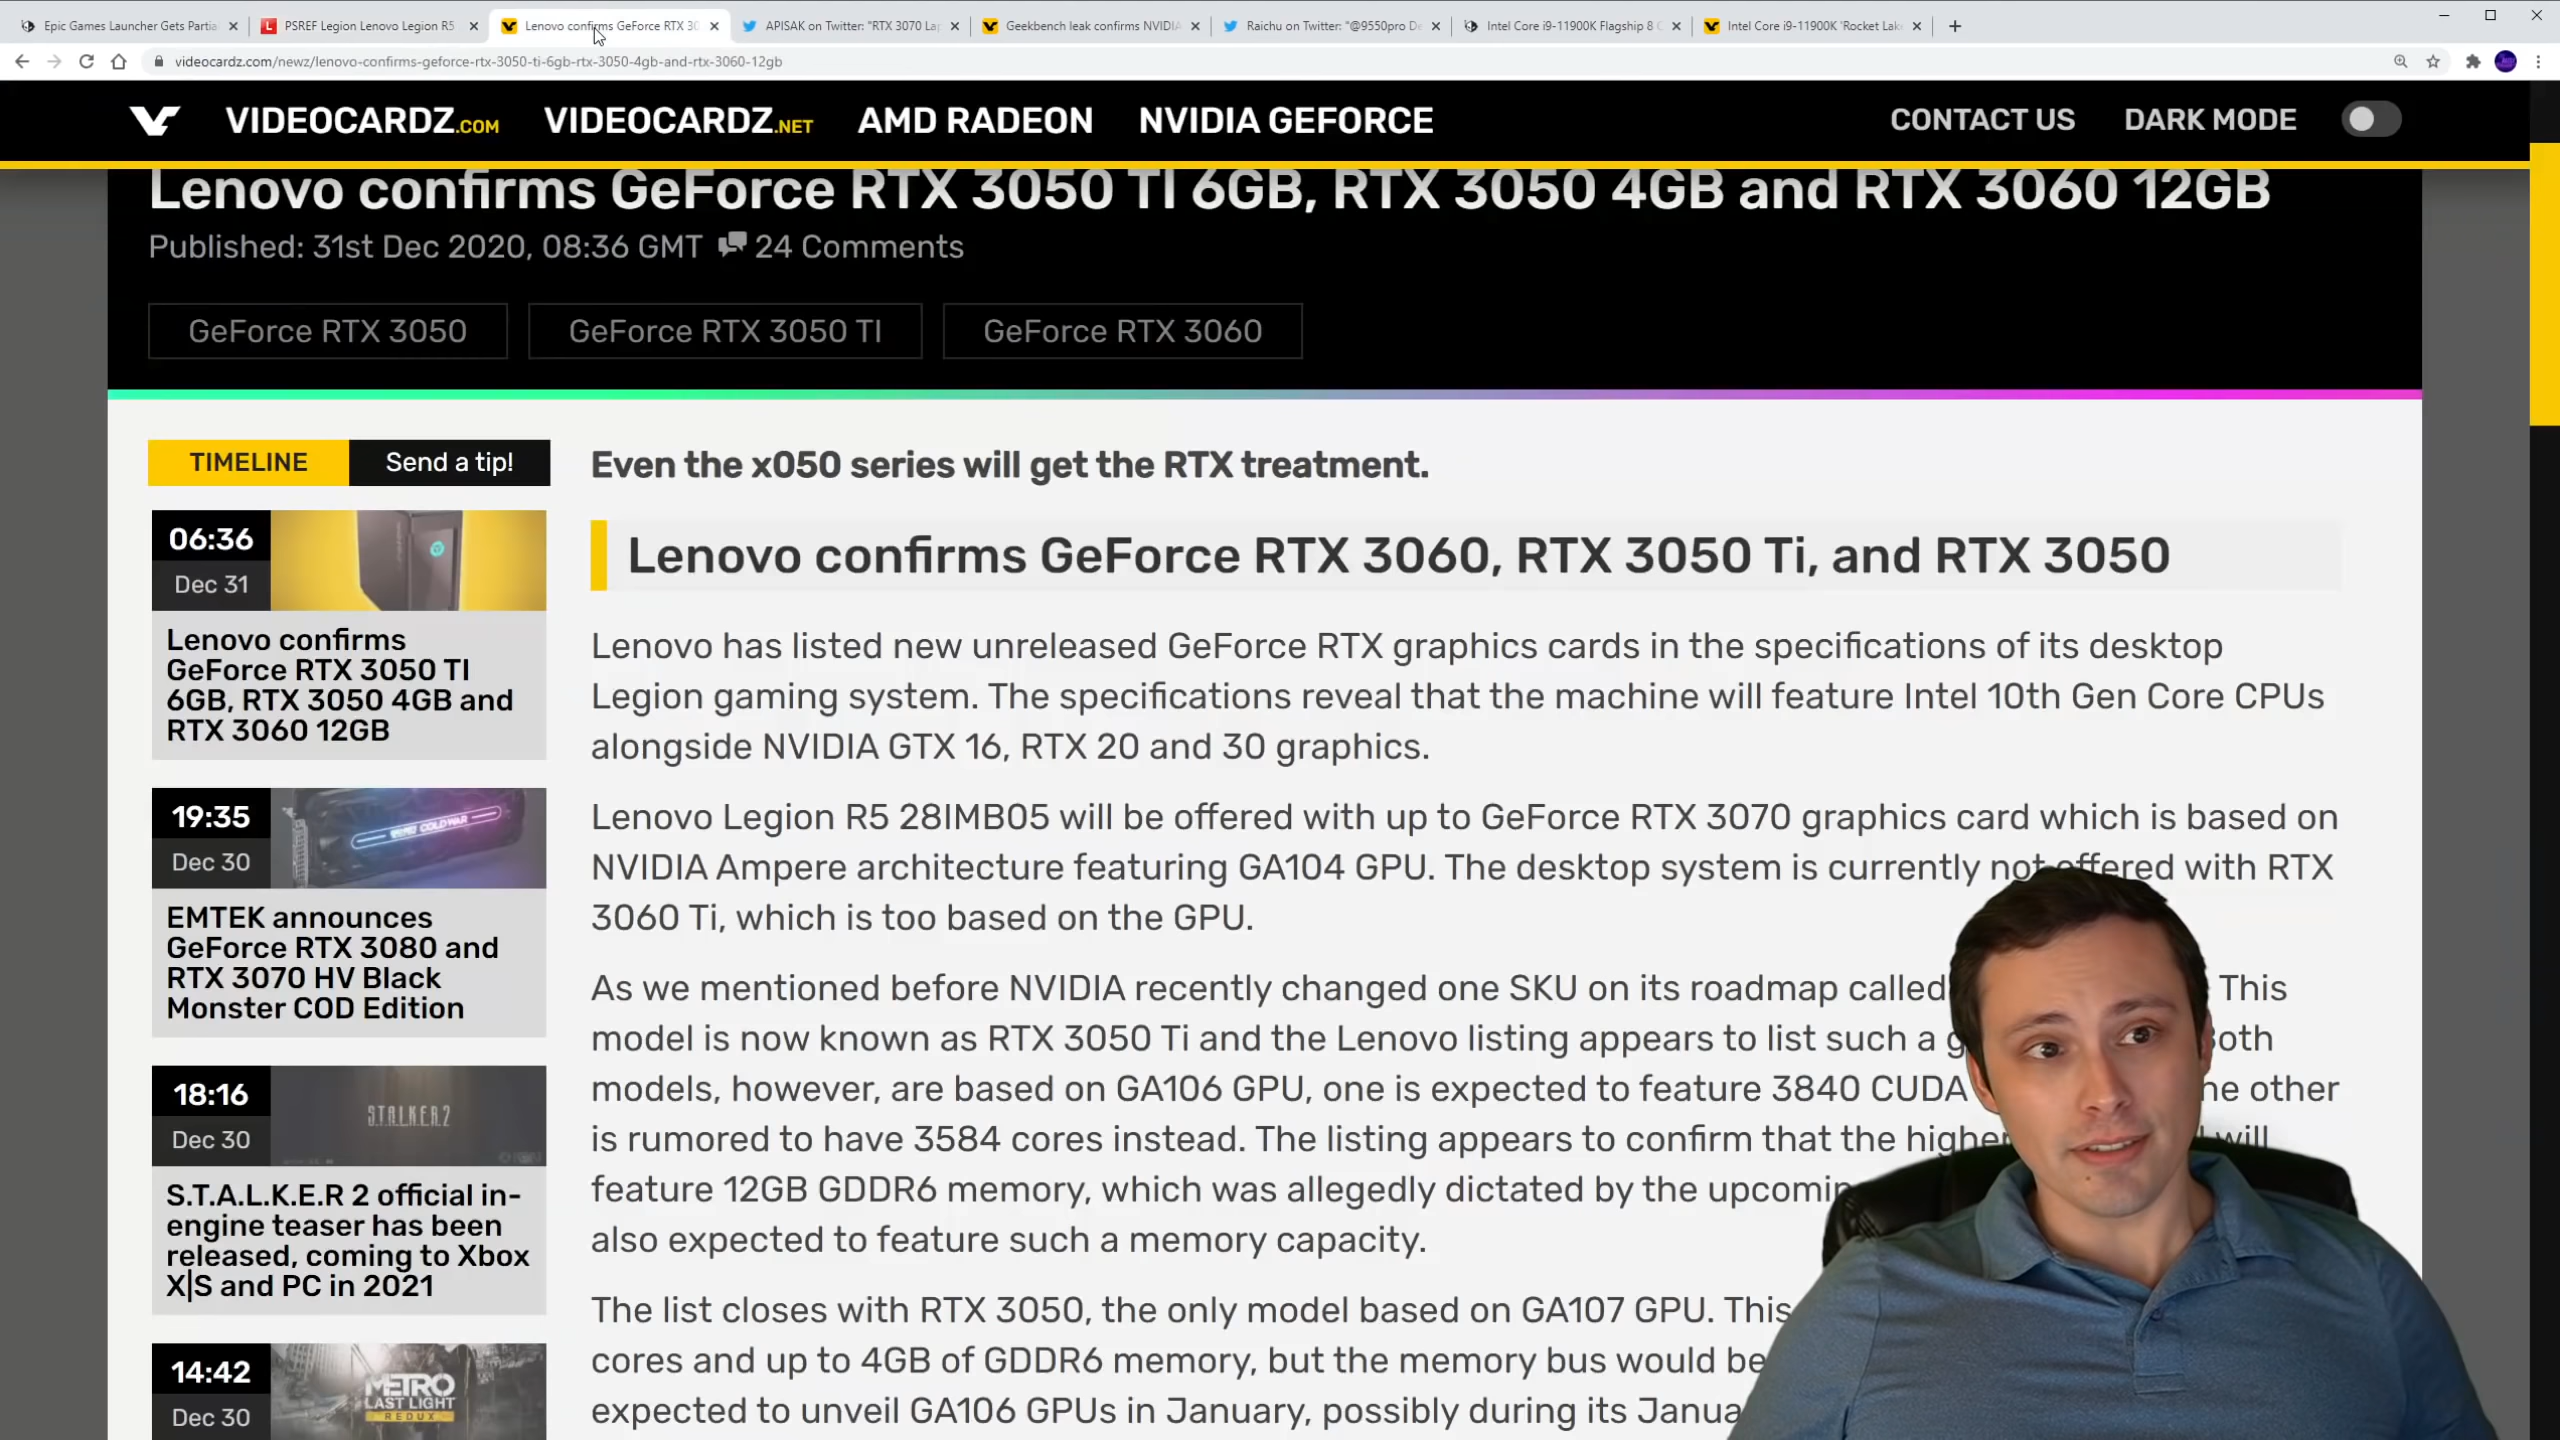 Epic Games Launcher Gets Partia
PSREF Legion Lenovo Legion R5
Lenovo confirms GeForce RTX 30
APISAK on Twitter: "RTX 3070 Lap
Geekbench leak confirms NVIDIA
Raichu on Twitter: "@9550pro De
Intel Core i9-11900K Flagship 8 C
Intel Core i9-11900K "Rocket Lak
videocardz.com/newz/lenovo-confirms-geforce-rtx-3050-ti-6gb-rtx-3050-4gb-and-rtx-3060-12gb
VIDEOCARDZ.COM VIDEOCARDZ.NET AMD RADEON NVIDIA GEFORCE CONTACT US DARK MODE
Lenovo confirms GeForce RTX 3050 TI 6GB, RTX 3050 4GB and RTX 3060 12GB
Published: 31st Dec 2020, 08:36 GMT 24 Comments
GeForce RTX 3050 GeForce RTX 3050 TI GeForce RTX 3060
TIMELINE Send a tip!
06:36
Dec 31
Lenovo confirms
GeForce RTX 3050 TI
6GB, RTX 3050 4GB and
RTX 3060 12GB
19:35
Dec 30
COLD WAR
EMTEK announces
GeForce RTX 3080 and
RTX 3070 HV Black
Monster COD Edition
18:16
Dec 30
S.T.A.L.K.E.R.2
S.T.A.L.K.E.R 2 official in-
engine teaser has been
released, coming to Xbox
X|S and PC in 2021
14:42
Dec 30
METRO
LAST LIGHT
REDUX
Even the x050 series will get the RTX treatment.
Lenovo confirms GeForce RTX 3060, RTX 3050 Ti, and RTX 3050
Lenovo has listed new unreleased GeForce RTX graphics cards in the specifications of its desktop
Legion gaming system. The specifications reveal that the machine will feature Intel 10th Gen Core CPUs
alongside NVIDIA GTX 16, RTX 20 and 30 graphics.
Lenovo Legion R5 28IMB05 will be offered with up to GeForce RTX 3070 graphics card which is based on
NVIDIA Ampere architecture featuring GA104 GPU. The desktop system is currently not offered with RTX
3060 Ti, which is too based on the GPU.
As we mentioned before NVIDIA recently changed one SKU on its roadmap called This
model is now known as RTX 3050 Ti and the Lenovo listing appears to list such a g Both
models, however, are based on GA106 GPU, one is expected to feature 3840 CUDA he other
is rumored to have 3584 cores instead. The listing appears to confirm that the higher will
feature 12GB GDDR6 memory, which was allegedly dictated by the upcomin
also expected to feature such a memory capacity.
The list closes with RTX 3050, the only model based on GA107 GPU. This
cores and up to 4GB of GDDR6 memory, but the memory bus would be
expected to unveil GA106 GPUs in January, possibly during its Janua